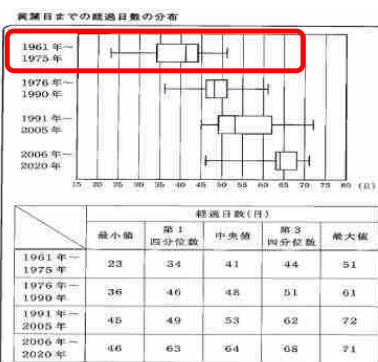 黄葉日までの経過日数の分布
1961年～
1975年
1976年～
1990年
1991年～
2005年
2006年～
2020年
15 20 25 30 35 40 45 50 55 60 65 70 75 80 (日)
経過日数(日)
最小値 第1四分位数 中央値 第3四分位数 最大値
1961年～
1975年 23 34 41 44 51
1976年～
1990年 36 46 48 51 61
1991年～
2005年 45 49 53 62 72
2006年～
2020年 46 63 64 68 71